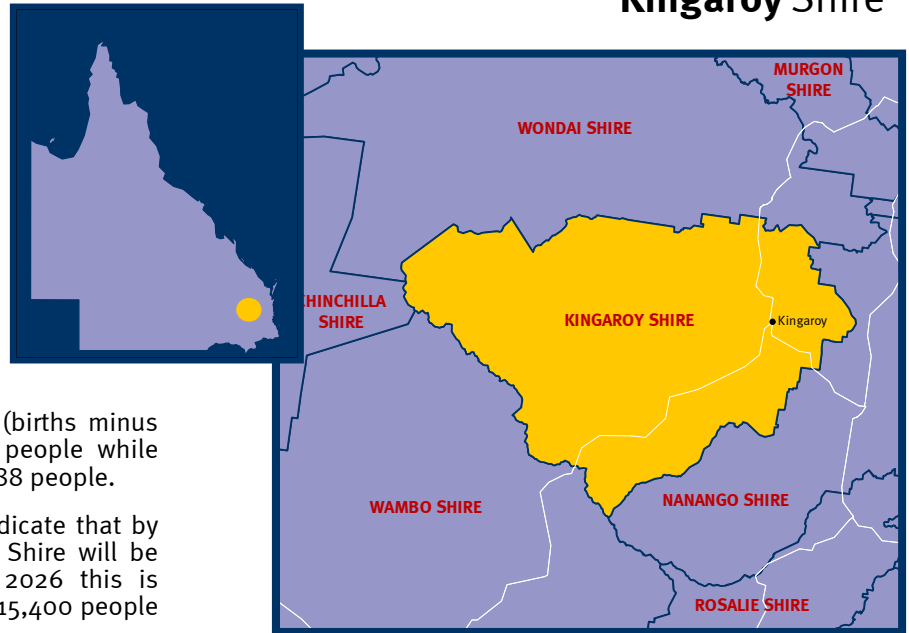 Kingaroy Shire
MURGON
SHIRE
WONDAI SHIRE
CHINCHILLA
SHIRE
KINGAROY SHIRE
Kingaroy
WAMBO SHIRE
NANANGO SHIRE
ROSALIE SHIRE
(births minus
people while
88 people.
dicate that by
Shire will be
2026 this is
15,400 people